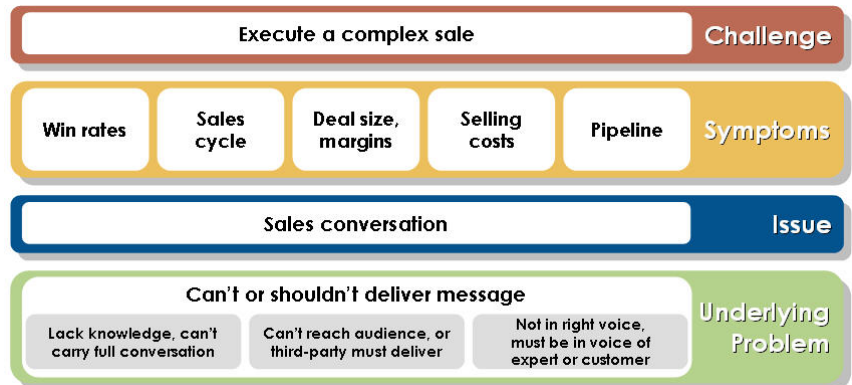 Execute a complex sale
Challenge
Win rates
Sales
cycle
Deal size,
margins
Selling
costs
Pipeline
Symptoms
Sales conversation
Issue
Can't or shouldn't deliver message
Lack knowledge, can't
carry full conversation
Can't reach audience, or
third-party must deliver
Not in right voice,
must be in voice of
expert or customer
Underlying
Problem